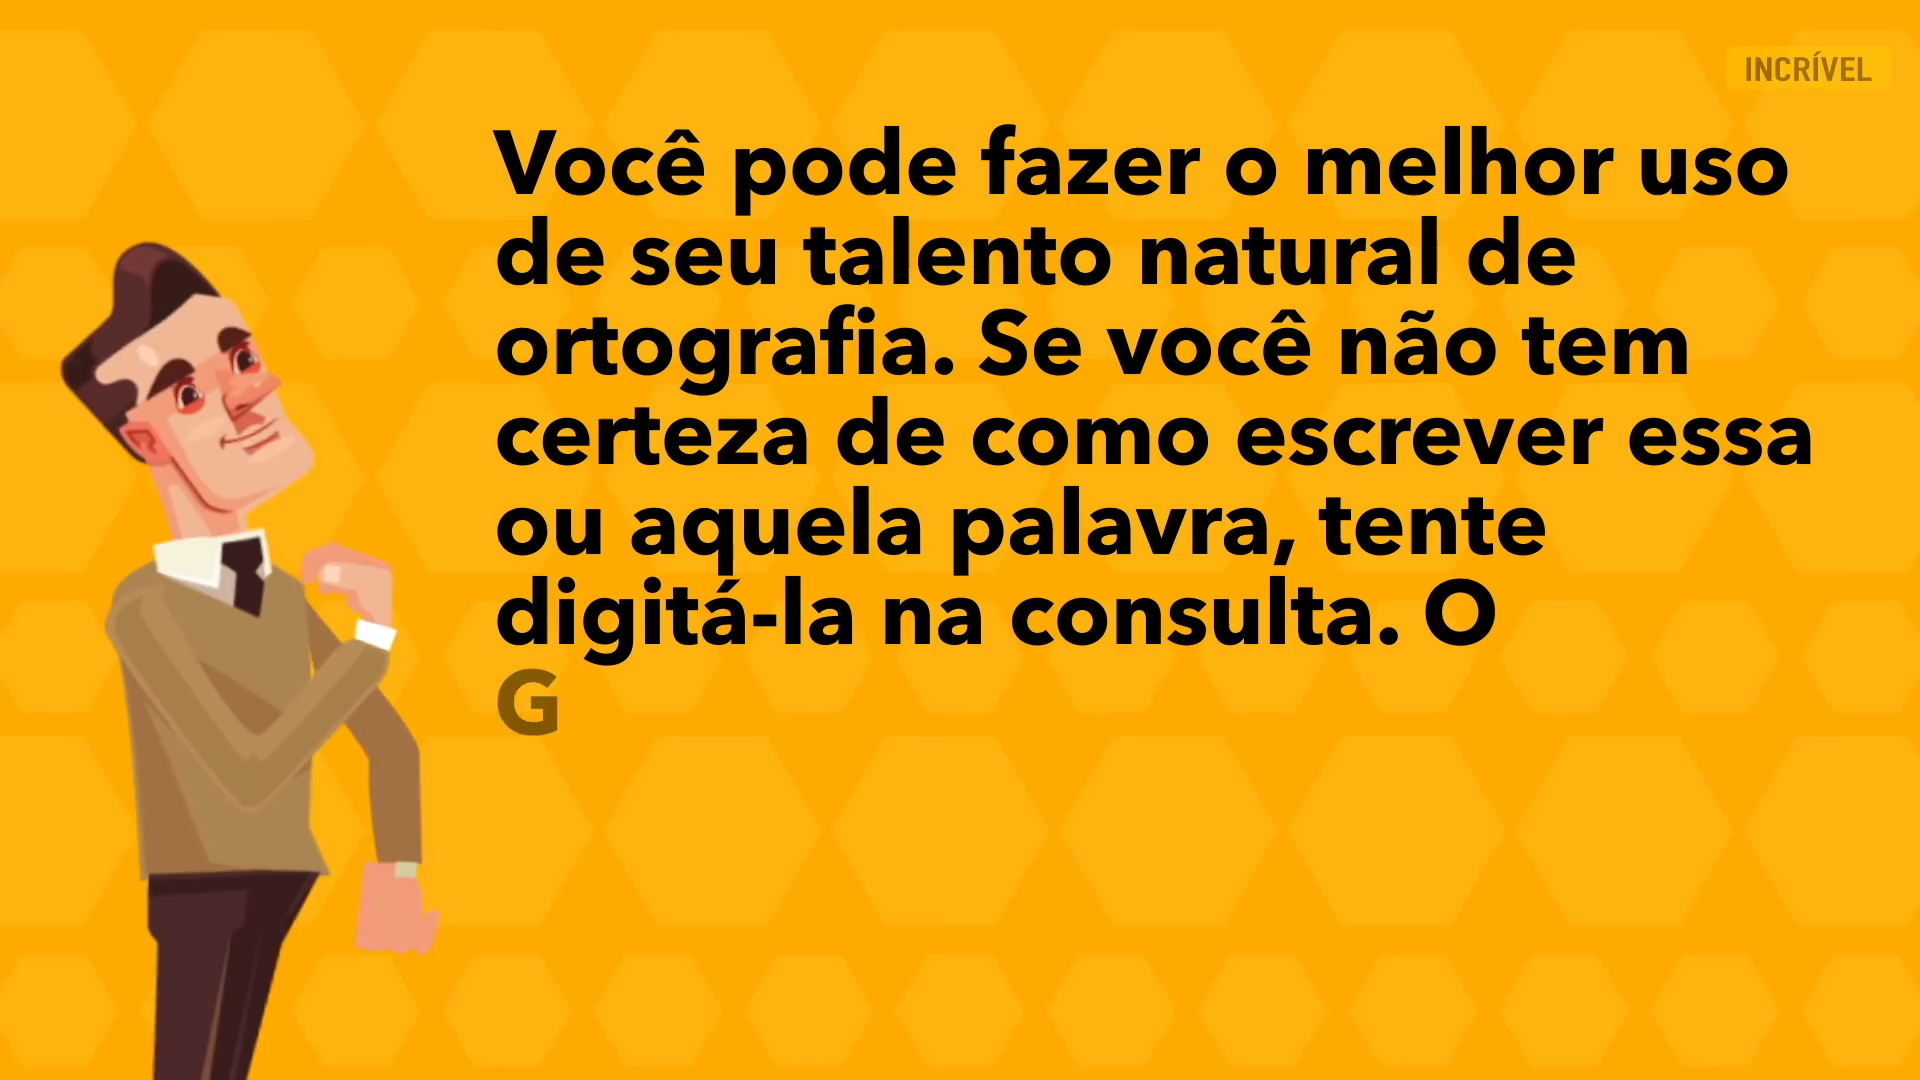 INCRÍVEL
Você pode fazer o melhor uso
de seu talento natural de
ortografia. Se você não tem
certeza de como escrever essa
ou aquela palavra, tente
digitá-la na consulta. O
G